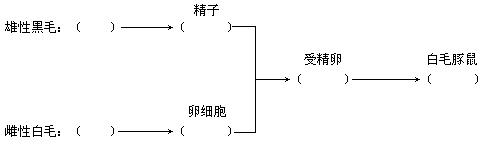 精子
雄性黑毛：（ ）（ ）
受精卵 白毛豚鼠
（ ）（ ）
卵细胞
雌性白毛：（ ）（ ）